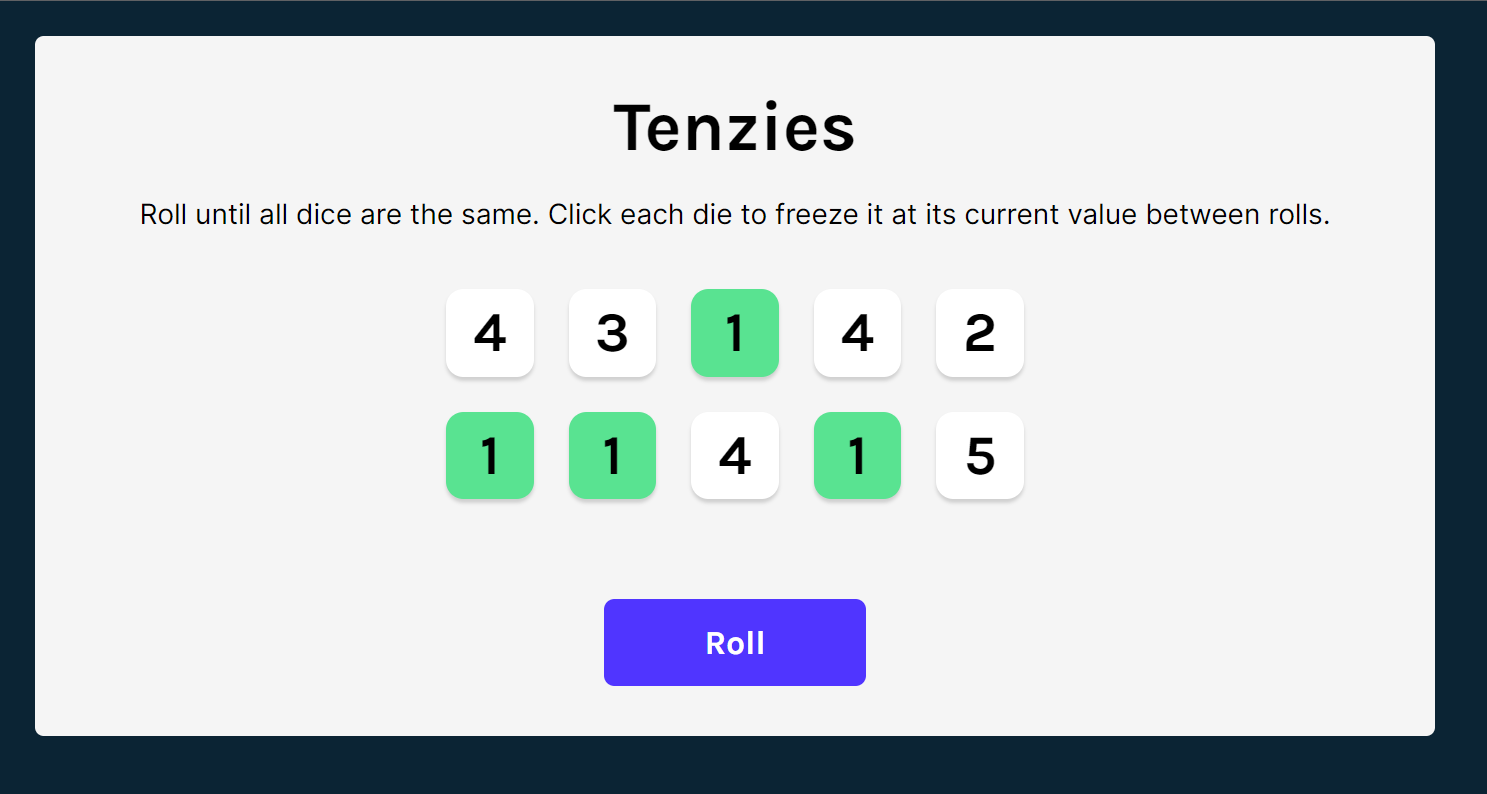 Tenzies
Roll until all dice are the same. Click each die to freeze it at its current value between rolls.
4 3 1 4 2
1 1 4 1 5
Roll